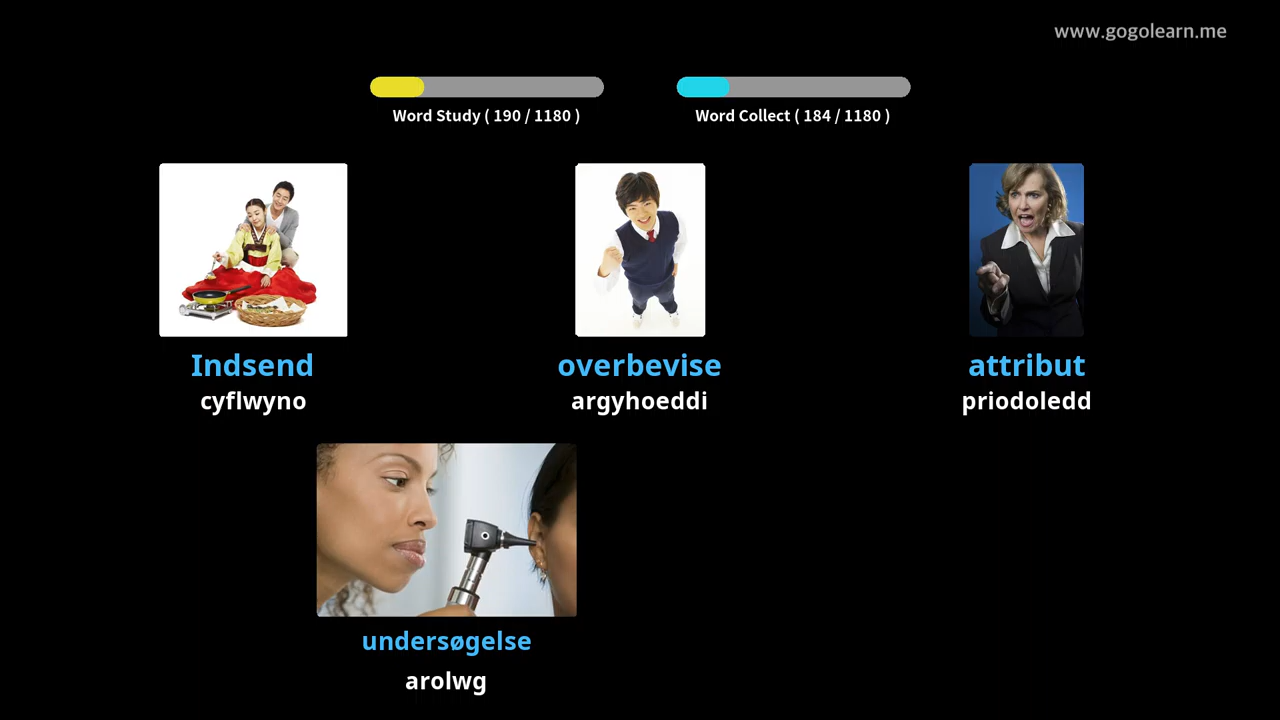 www.gogolearn.me
Word Study ( 190 / 1180 )
Word Collect ( 184 / 1180 )
Indsend
cyflwyno
overbevise
argyhoeddi
attribut
priodoledd
undersøgelse
arolwg